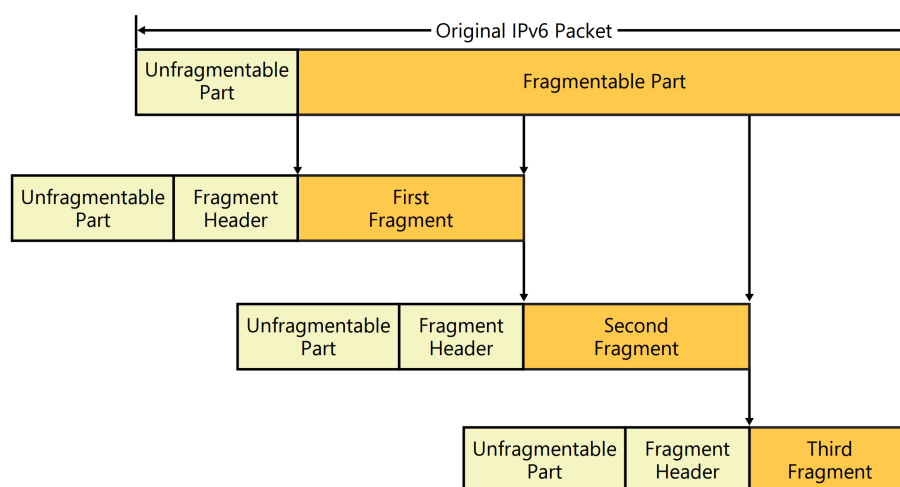 Original IPv6 Packet
Unfragmentable
Part
Fragmentable Part
Unfragmentable
Part
Fragment
Header
First
Fragment
Unfragmentable
Part
Fragment
Header
Second
Fragment
Unfragmentable
Part
Fragment
Header
Third
Fragment